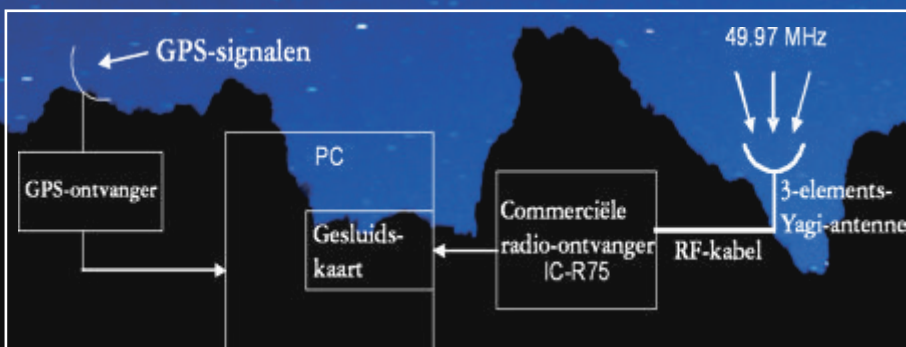 GPS-signalen
49.97 MHz
PC
GPS-ontvanger
Gesluids-
kaart
Commerciële
radio-ontvanger
IC-R75
RF-kabel
3-elements-
Yagi-antenne